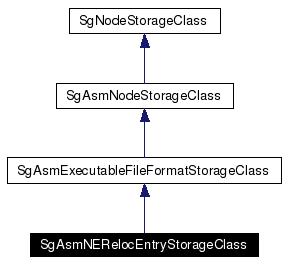 SgNodeStorageClass
SgAsmNodeStorageClass
SgAsmExecutableFileFormatStorageClass
SgAsmNERelocEntryStorageClass